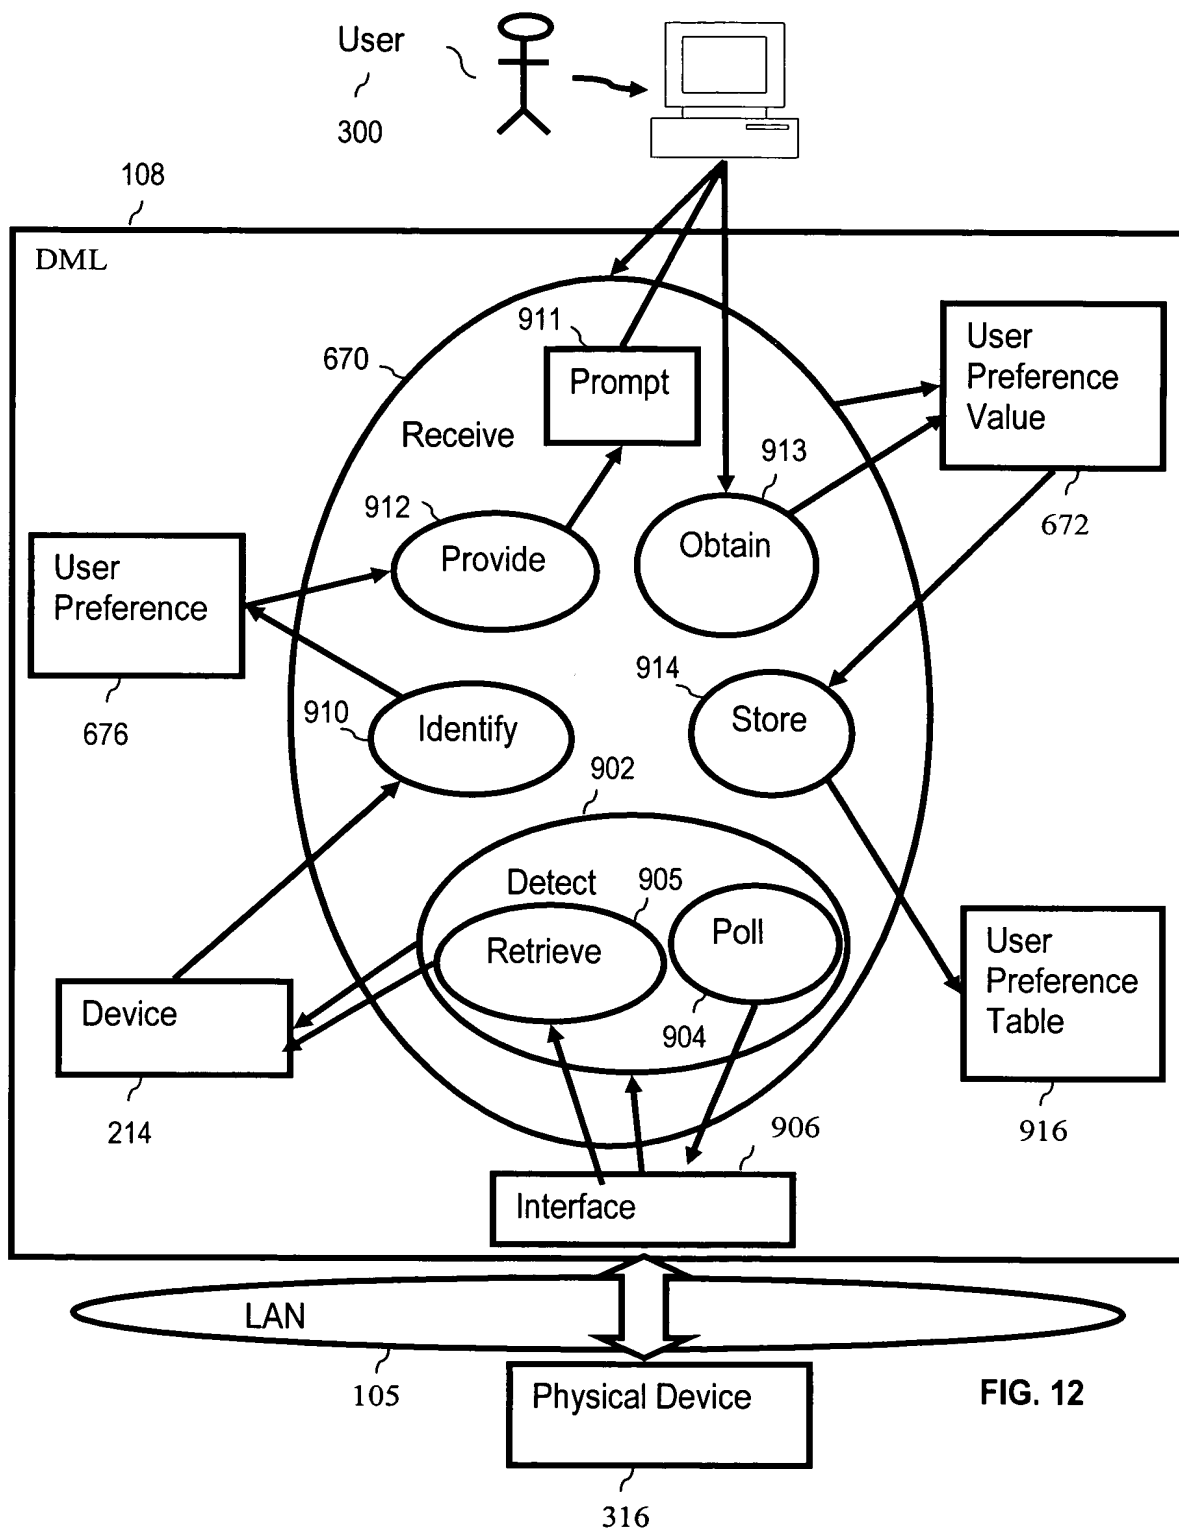 User
300
108
DML
911
670
Prompt
User
Preference
Value
Receive
913
912
672
Provide
Obtain
User
Preference
914
910
Identify
Store
676
902
Detect
905
Retrieve
Poll
User
Preference
Table
Device
904
214
906
916
Interface
LAN
105
Physical Device
FIG. 12
316